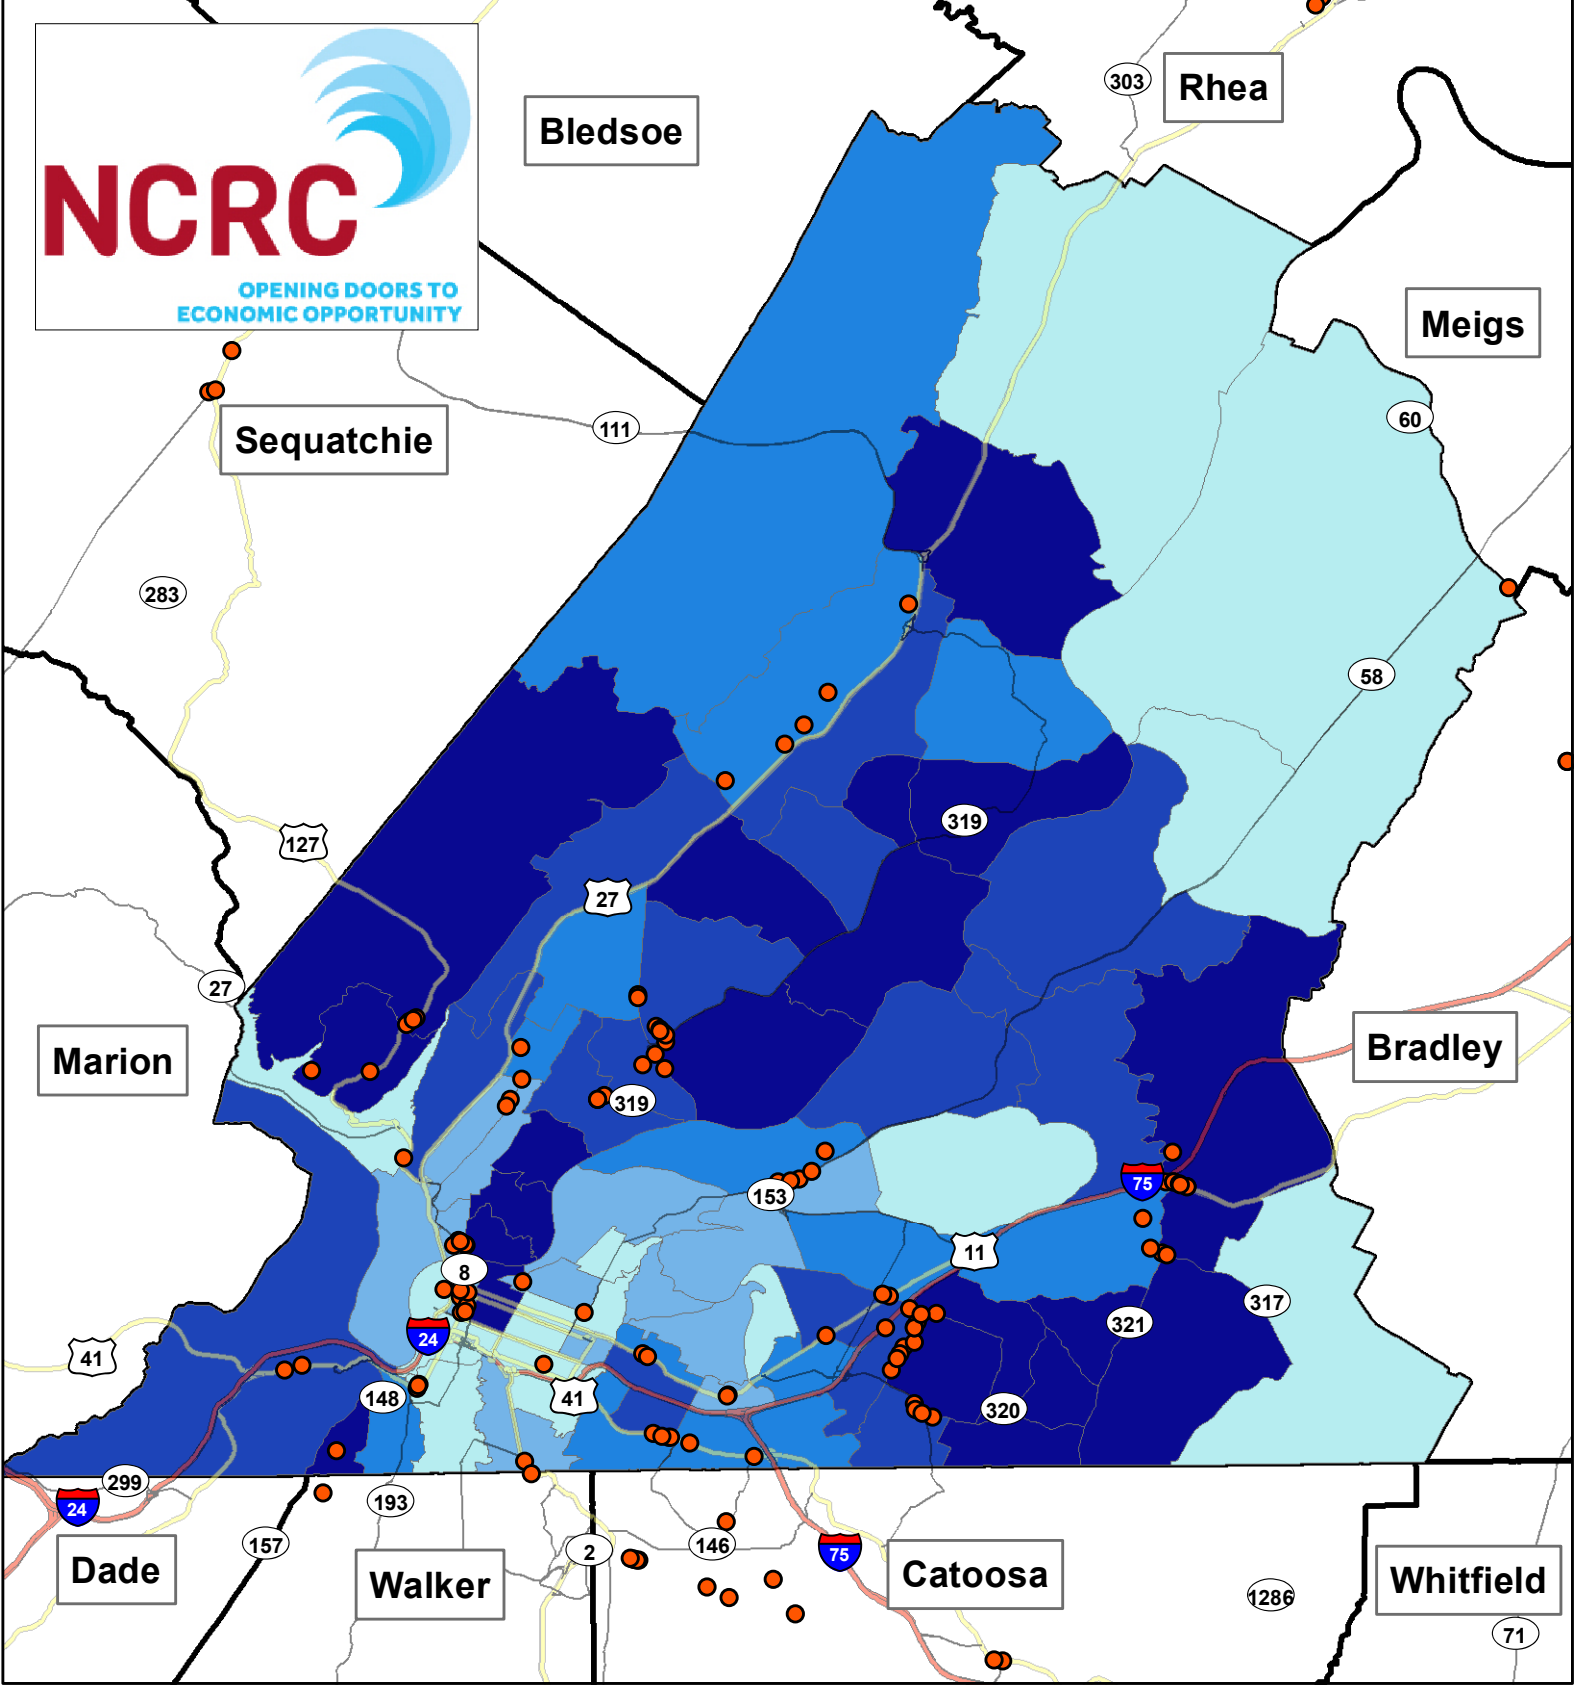 303
Rhea
Bledsoe
NCRC
OPENING DOORS TO
ECONOMIC OPPORTUNITY
Meigs
60
111
Sequatchie
283
58
319
127
27
27
Marion
Bradley
319
75
153
11
8
317
321
24
41
148
41
320
299
24
193
157
2
146
75
Dade
Walker
Catoosa
Whitfield
1286
71